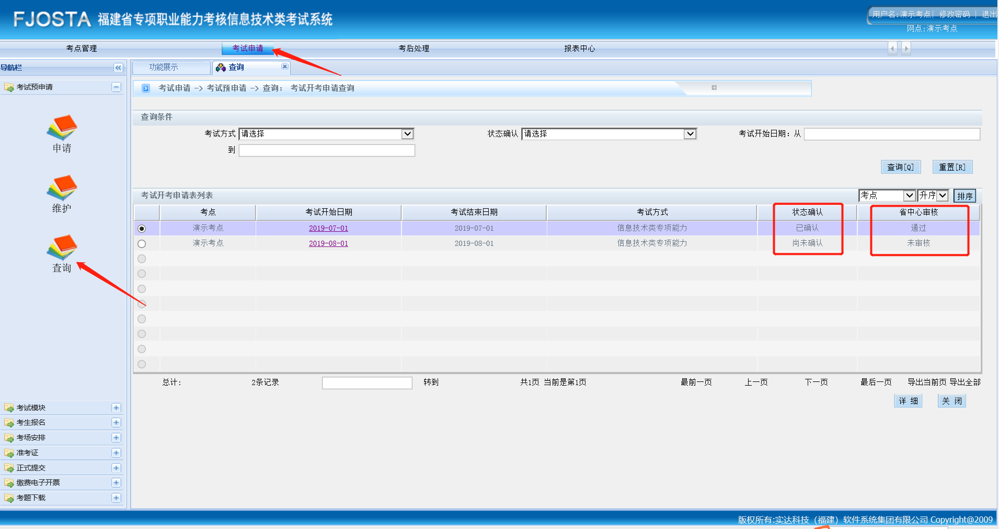 FJOSTA 福建省专项职业能力考核信息技术类考试系统
用户名:演示考点| 修改密码 | 退出
网点:演示考点
考点管理 考试申请 考后处理 报表中心
导航栏
功能展示 查询
考试预申请
考试申请 -> 考试预申请 -> 查询: 考试开考申请查询
申请
维护
查询
查询条件
考试方式 请选择 状态确认 请选择 考试开始日期: 从
到
查询[Q] 重置[R]
考试开考申请表列表 考点 升序 排序
考点 考试开始日期 考试结束日期 考试方式 状态确认 省中心审核
演示考点 2019-07-01 2019-07-01 信息技术类专项能力 已确认 通过
演示考点 2019-08-01 2019-08-01 信息技术类专项能力 尚未确认 未审核
总计: 2条记录 转到 共1页 当前是第1页 最前一页 上一页 下一页 最后一页 导出当前页 导出全部
详 细 关 闭
考试模块
考生报名
考场安排
准考证
正式提交
缴费电子开票
考题下载
版权所有:实达科技（福建）软件系统集团有限公司 Copyright@2009